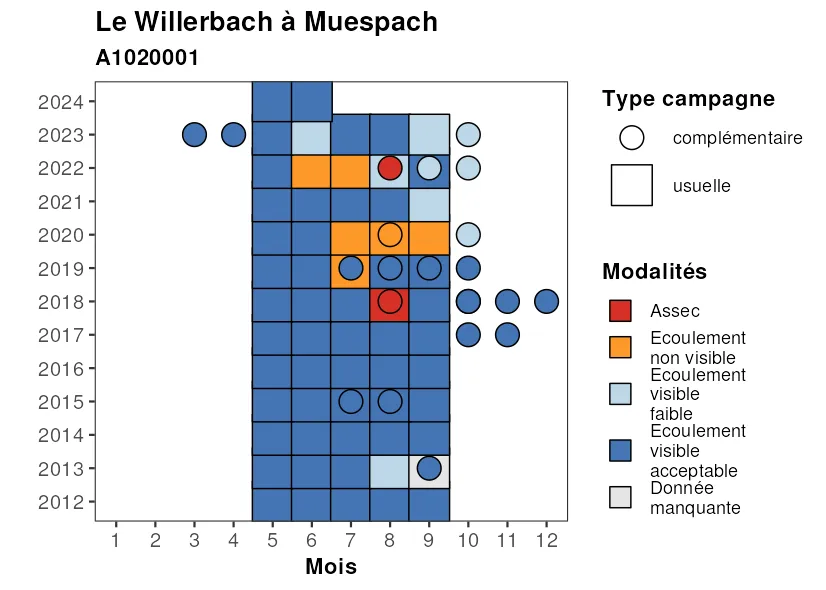 Le Willerbach à Muespach
A1020001
2024
2023
2022
2021
2020
2019
2018
2017
2016
2015
2014
2013
2012
1 2 3 4 5 6 7 8 9 10 11 12
Mois
Type campagne
complémentaire
usuelle
Modalités
Assec
Ecoulement
non visible
Ecoulement
visible
faible
Ecoulement
visible
acceptable
Donnée
manquante